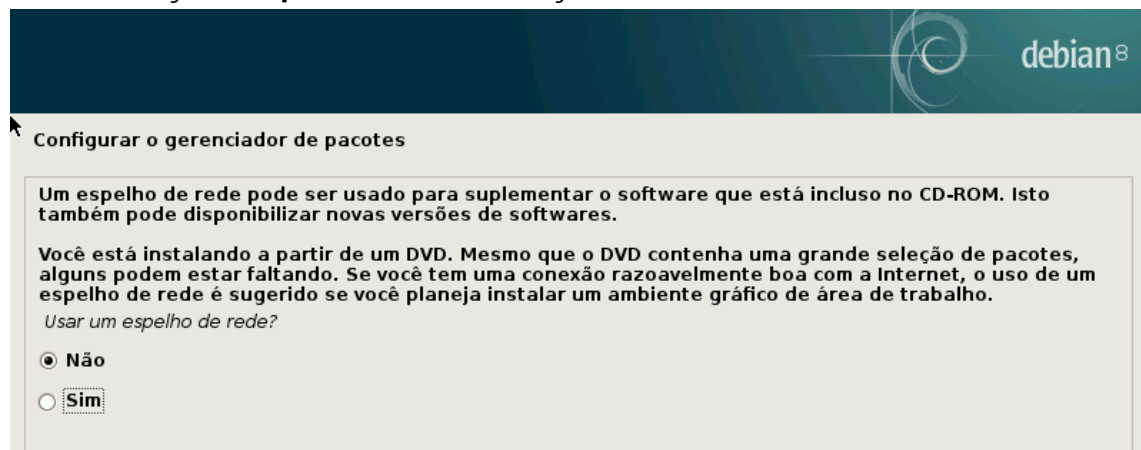 debian 8
Configurar o gerenciador de pacotes
Um espelho de rede pode ser usado para suplementar o software que está incluso no CD-ROM. Isto
também pode disponibilizar novas versões de softwares.
Você está instalando a partir de um DVD. Mesmo que o DVD contenha uma grande seleção de pacotes,
alguns podem estar faltando. Se você tem uma conexão razoavelmente boa com a Internet, o uso de um
espelho de rede é sugerido se você planeja instalar um ambiente gráfico de área de trabalho.
Usar um espelho de rede?
Não
Sim